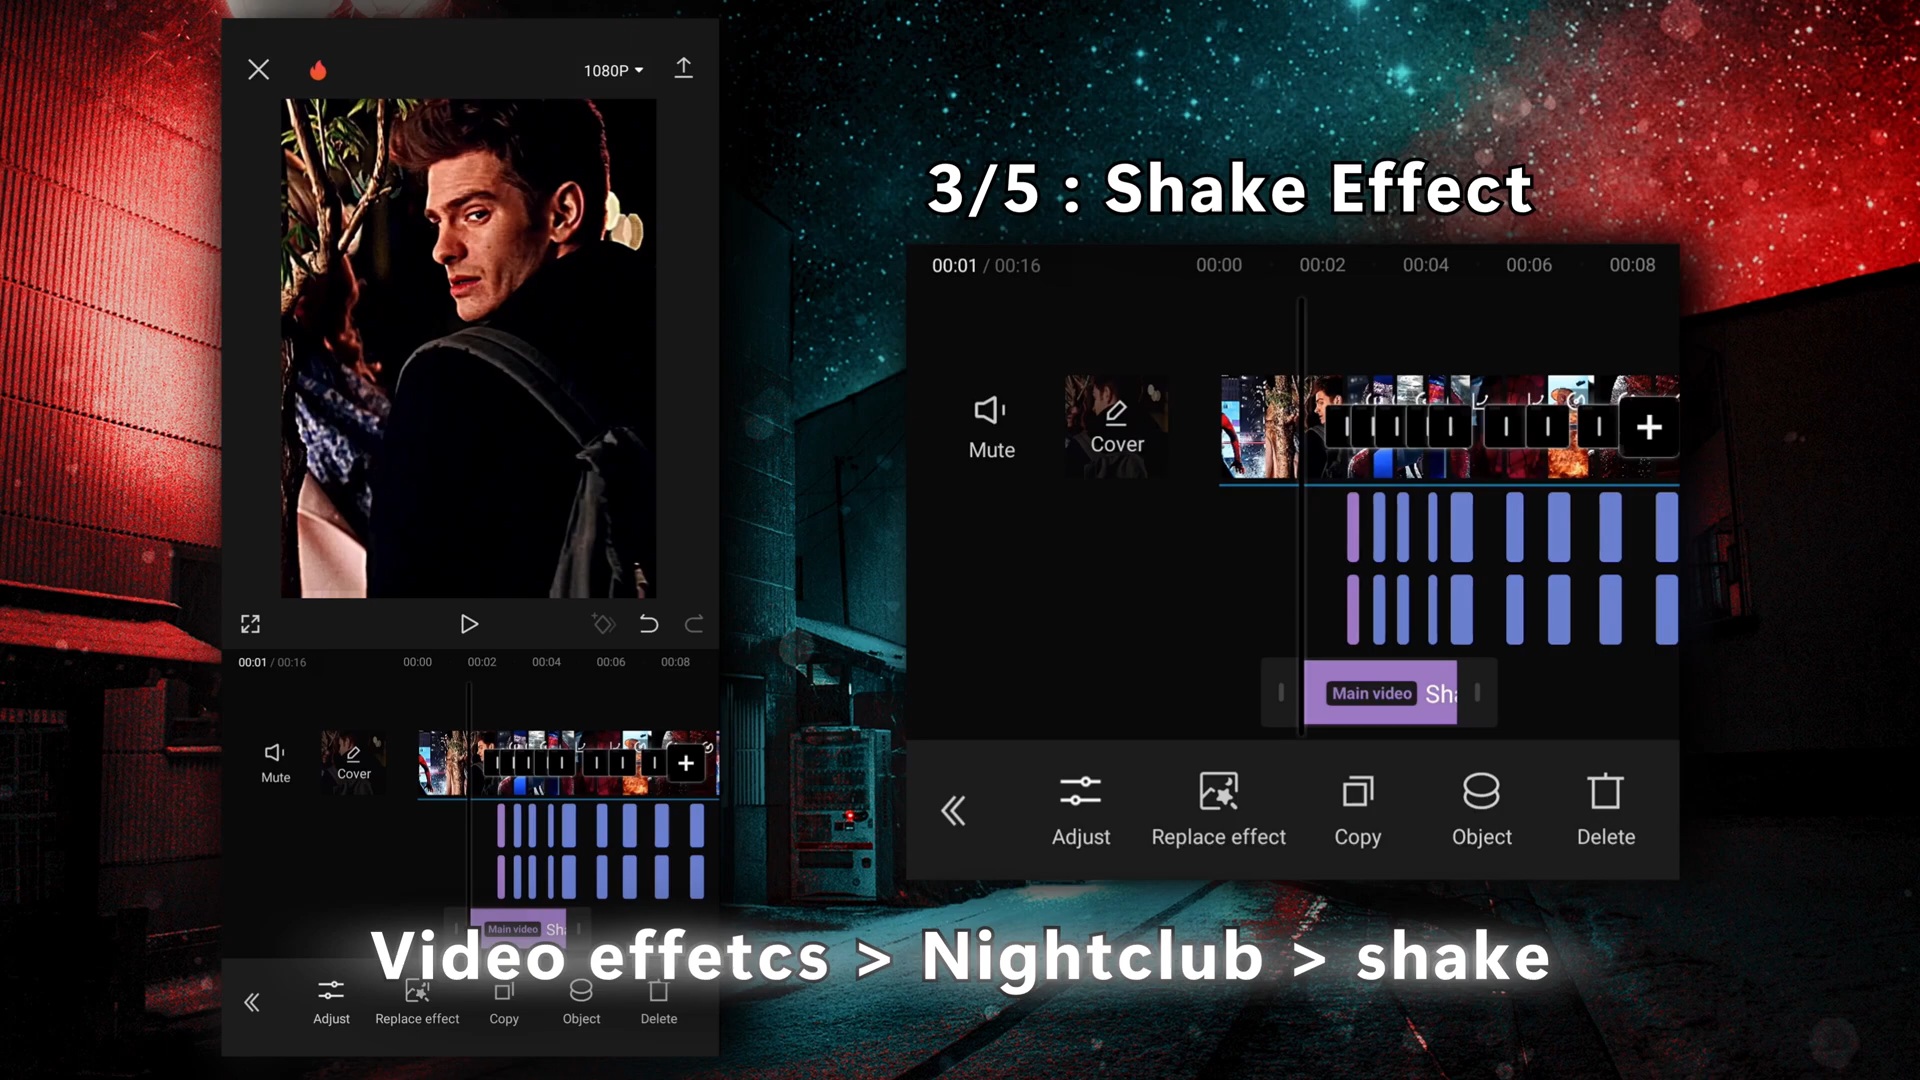 1080P
3/5 : Shake Effect
00:01 / 00:16
00:00
00:02
00:04
00:06
00:08
Mute
Cover
Main video
Sh
Adjust
Replace effect
Copy
Object
Delete
00:01 / 00:16
00:00
00:02
00:04
00:06
00:08
Mute
Cover
Main video
Sh
Video effetcs > Nightclub > shake
Adjust
Replace effect
Copy
Object
Delete